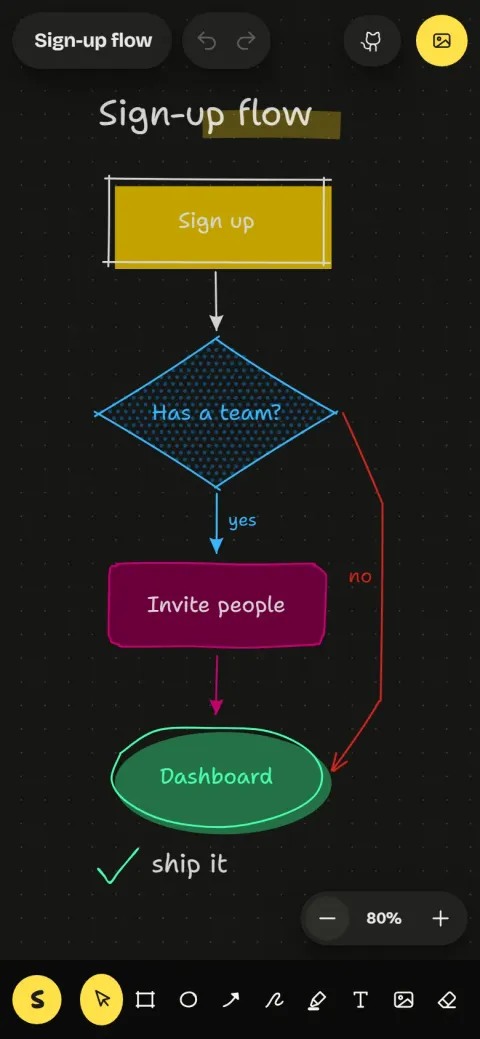 Sign-up flow
Sign-up flow
Sign up
Has a team?
yes
no
Invite people
Dashboard
ship it
80%
S
T